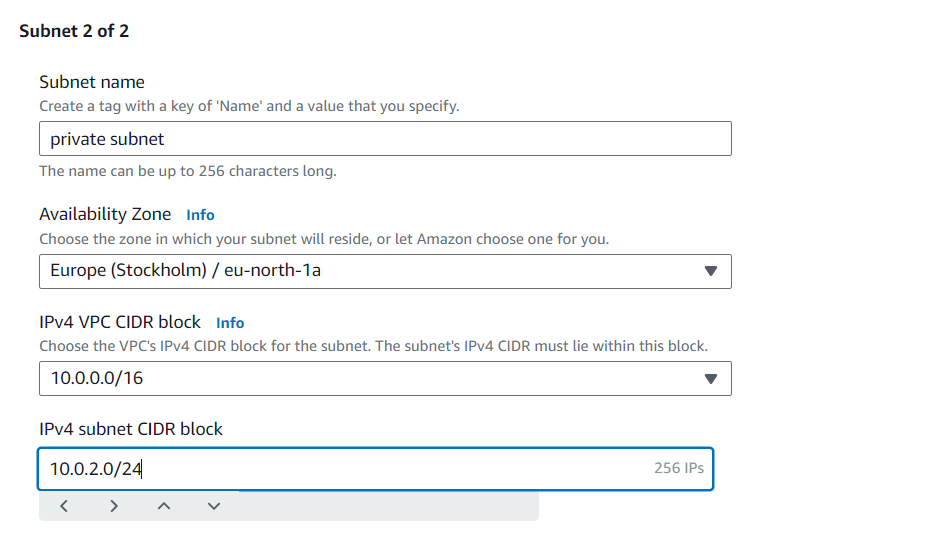 Subnet 2 of 2
Subnet name
Create a tag with a key of 'Name' and a value that you specify.
private subnet
The name can be up to 256 characters long.
Availability Zone Info
Choose the zone in which your subnet will reside, or let Amazon choose one for you.
Europe (Stockholm) / eu-north-1a
IPv4 VPC CIDR block Info
Choose the VPC's IPv4 CIDR block for the subnet. The subnet's IPv4 CIDR must lie within this block.
10.0.0.0/16
IPv4 subnet CIDR block
10.0.2.0/24 256 IPs